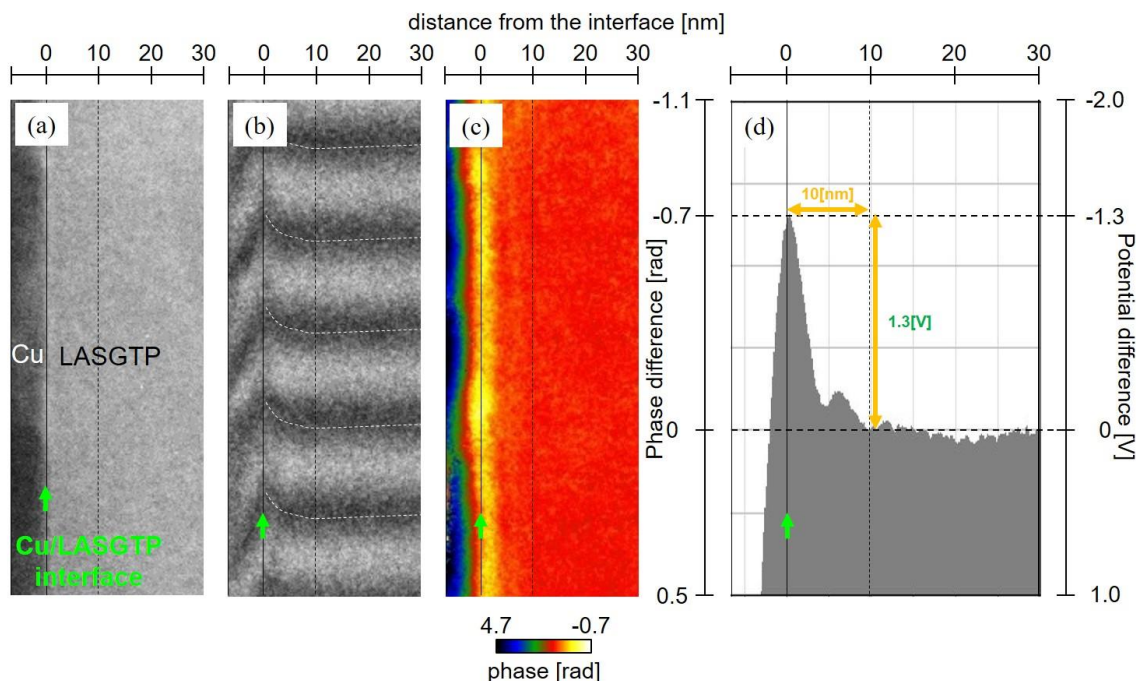 distance from the interface [nm]
0 10 20 30 0 10 20 30 0 10 20 30 0 10 20 30
(a) (b) (c) (d)
Cu LASGTP
Cu/LASGTP
interface
-1.1
-0.7
0
0.5
Phase difference [rad]
10[nm]
1.3[V]
-2.0
-1.3
0
1.0
Potential difference [V]
4.7 -0.7
phase [rad]